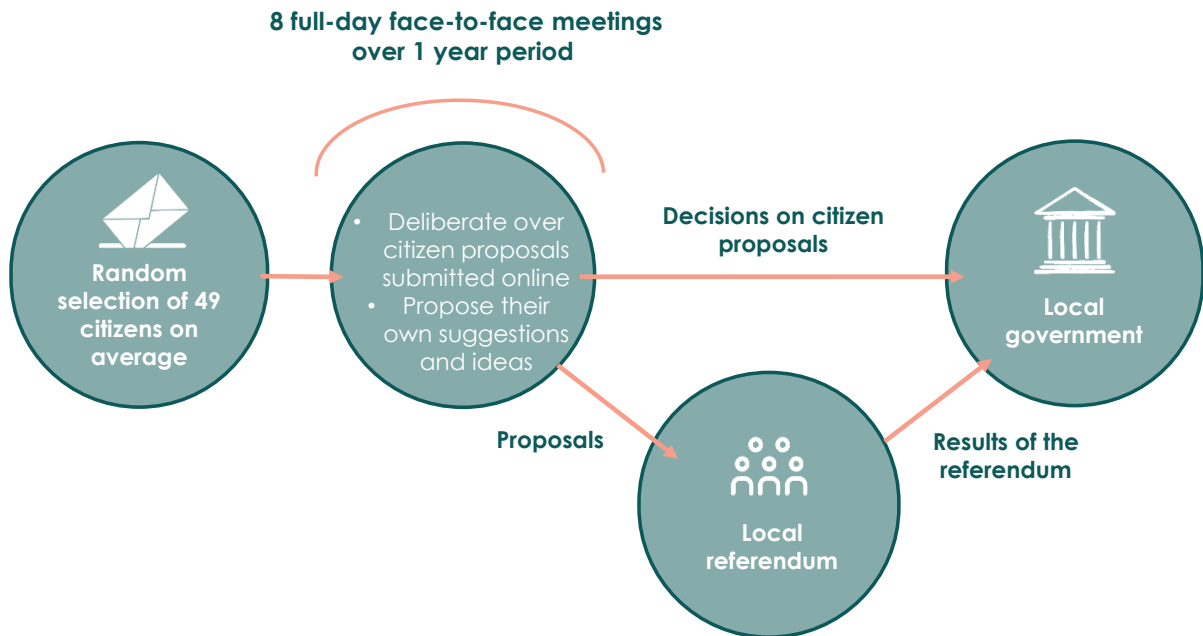 8 full-day face-to-face meetings
over 1 year period
Random
selection of 49
citizens on
average
• Deliberate over
citizen proposals
submitted online
• Propose their
own suggestions
and ideas
Decisions on citizen
proposals
Local
government
Proposals
Local
referendum
Results of the
referendum